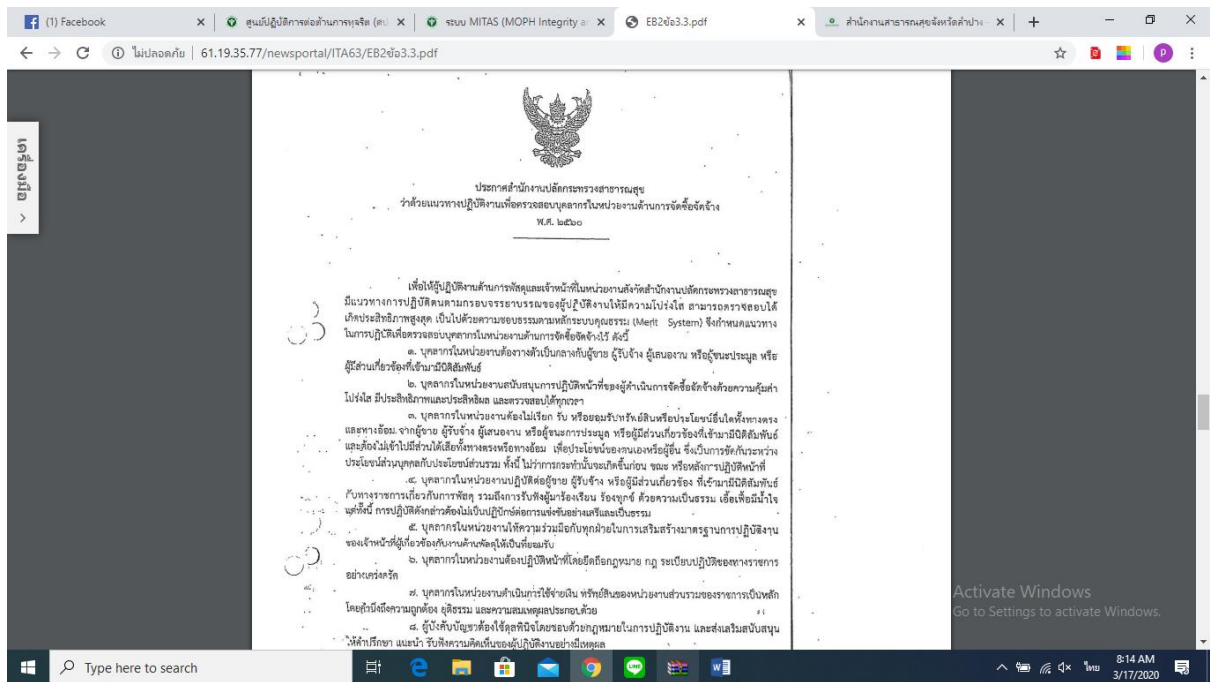 (1) Facebook
ศูนย์ปฏิบัติการต่อต้านการทุจริต (ศป
ระบบ MITAS (MOPH Integrity an
EB2ข้อ3.3.pdf
สำนักงานสาธารณสุขจังหวัดลำปาง -
ไม่ปลอดภัย | 61.19.35.77/newsportal/ITA63/EB2ข้อ3.3.pdf
เครื่องมือ
ประกาศสำนักงานปลัดกระทรวงสาธารณสุข
ว่าด้วยแนวทางปฏิบัติงานเพื่อตรวจสอบบุคลากรในหน่วยงานด้านการจัดซื้อจัดจ้าง
พ.ศ. ๒๕๖๐
เพื่อให้ผู้ปฏิบัติงานด้านการพัสดุและเจ้าหน้าที่ในหน่วยงานสังกัดสำนักงานปลัดกระทรวงสาธารณสุข
มีแนวทางการปฏิบัติตนตามกรอบจรรยาบรรณของผู้ปฏิบัติงานให้มีความโปร่งใส สามารถตรวจสอบได้
เกิดประสิทธิภาพสูงสุด เป็นไปด้วยความชอบธรรมตามหลักระบบคุณธรรม (Merit System) จึงกำหนดแนวทาง
ในการปฏิบัติเพื่อตรวจสอบบุคลากรในหน่วยงานด้านการจัดซื้อจัดจ้างไว้ ดังนี้
๑. บุคลากรในหน่วยงานต้องวางตัวเป็นกลางกับผู้ขาย ผู้รับจ้าง ผู้เสนองาน หรือผู้ชนะประมูล หรือ
ผู้มีส่วนเกี่ยวข้องที่เข้ามามีนิติสัมพันธ์
๒. บุคลากรในหน่วยงานสนับสนุนการปฏิบัติหน้าที่ของผู้ดำเนินการจัดซื้อจัดจ้างด้วยความคุ้มค่า
โปร่งใส มีประสิทธิภาพและประสิทธิผล และตรวจสอบได้ทุกเวลา
๓. บุคลากรในหน่วยงานต้องไม่เรียก รับ หรือยอมรับทรัพย์สินหรือประโยชน์อื่นใดทั้งทางตรง
และทางอ้อม จากผู้ขาย ผู้รับจ้าง ผู้เสนองาน หรือผู้ชนะการประมูล หรือผู้มีส่วนเกี่ยวข้องที่เข้ามามีนิติสัมพันธ์
และต้องไม่เข้าไปมีส่วนได้เสียทั้งทางตรงหรือทางอ้อม เพื่อประโยชน์ของตนเองหรือผู้อื่น ซึ่งเป็นการขัดกันระหว่าง
ประโยชน์ส่วนบุคคลกับประโยชน์ส่วนรวม ทั้งนี้ ไม่ว่าการกระทำนั้นจะเกิดขึ้นก่อน ขณะ หรือหลังการปฏิบัติหน้าที่
๔. บุคลากรในหน่วยงานปฏิบัติต่อผู้ขาย ผู้รับจ้าง หรือผู้มีส่วนเกี่ยวข้อง ที่เข้ามามีนิติสัมพันธ์
กับทางราชการเกี่ยวกับการพัสดุ รวมถึงการรับฟังผู้มาร้องเรียน ร้องทุกข์ ด้วยความเป็นธรรม เอื้อเฟื้อมีน้ำใจ
แต่ทั้งนี้ การปฏิบัติดังกล่าวต้องไม่เป็นปฏิปักษ์ต่อการแข่งขันอย่างเสรีและเป็นธรรม
๕. บุคลากรในหน่วยงานให้ความร่วมมือกับทุกฝ่ายในการเสริมสร้างมาตรฐานการปฏิบัติงาน
ของเจ้าหน้าที่ผู้เกี่ยวข้องกับงานด้านพัสดุให้เป็นที่ยอมรับ
๖. บุคลากรในหน่วยงานต้องปฏิบัติหน้าที่โดยยึดถือกฎหมาย กฎ ระเบียบปฏิบัติของทางราชการ
อย่างเคร่งครัด
๗. บุคลากรในหน่วยงานดำเนินการใช้จ่ายเงิน ทรัพย์สินของหน่วยงานส่วนรวมของราชการเป็นหลัก
โดยคำนึงถึงความถูกต้อง ยุติธรรม และความสมเหตุผลประกอบด้วย
๘. ผู้บังคับบัญชาต้องใช้ดุลพินิจโดยชอบด้วยกฎหมายในการปฏิบัติงาน และส่งเสริมสนับสนุน
ให้คำปรึกษา แนะนำ รับฟังความคิดเห็นของผู้ปฏิบัติงานอย่างมีเหตุผล
Activate Windows
Go to Settings to activate Windows.
Type here to search
ไทย
8:14 AM
3/17/2020